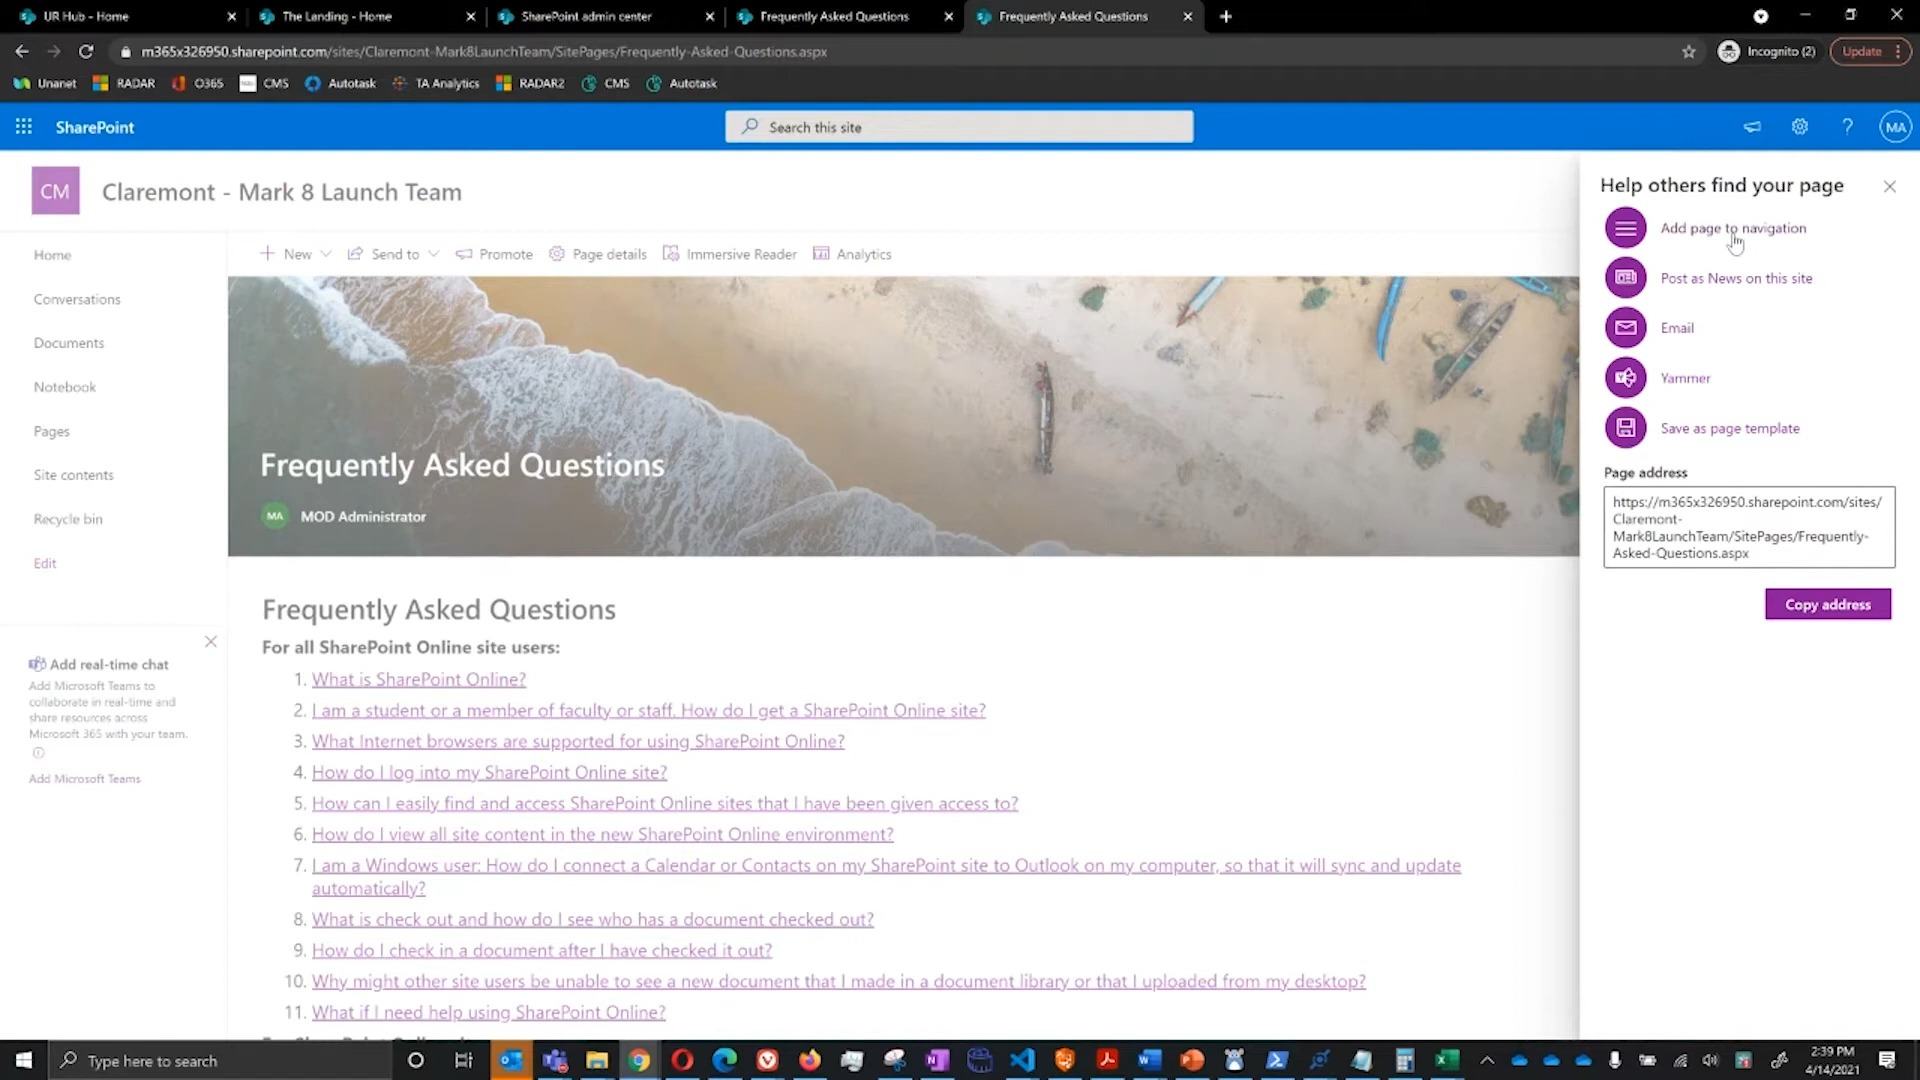 UR Hub - Home
The Landing - Home
SharePoint admin center
Frequently Asked Questions
Frequently Asked Questions
m365x326950.sharepoint.com/sites/Claremont-Mark8LaunchTeam/SitePages/Frequently-Asked-Questions.aspx
Incognito (2)
Update
Unanet
RADAR
O365
CMS
Autotask
TA Analytics
RADAR2
CMS
Autotask
SharePoint
Search this site
?
MA
CM
Claremont - Mark 8 Launch Team
Home
Conversations
Documents
Notebook
Pages
Site contents
Recycle bin
Edit
Add real-time chat
Add Microsoft Teams to
collaborate in real-time and
share resources across
Microsoft 365 with your team.
Add Microsoft Teams
New
Send to
Promote
Page details
Immersive Reader
Analytics
Frequently Asked Questions
MA
MOD Administrator
Frequently Asked Questions
For all SharePoint Online site users:
1. What is SharePoint Online?
2. I am a student or a member of faculty or staff. How do I get a SharePoint Online site?
3. What Internet browsers are supported for using SharePoint Online?
4. How do I log into my SharePoint Online site?
5. How can I easily find and access SharePoint Online sites that I have been given access to?
6. How do I view all site content in the new SharePoint Online environment?
7. I am a Windows user: How do I connect a Calendar or Contacts on my SharePoint site to Outlook on my computer, so that it will sync and update
automatically?
8. What is check out and how do I see who has a document checked out?
9. How do I check in a document after I have checked it out?
10. Why might other site users be unable to see a new document that I made in a document library or that I uploaded from my desktop?
11. What if I need help using SharePoint Online?
Help others find your page
Add page to navigation
Post as News on this site
Email
Yammer
Save as page template
Page address
https://m365x326950.sharepoint.com/sites/
Claremont-
Mark8LaunchTeam/SitePages/Frequently-
Asked-Questions.aspx
Copy address
Type here to search
2:39 PM
4/14/2021